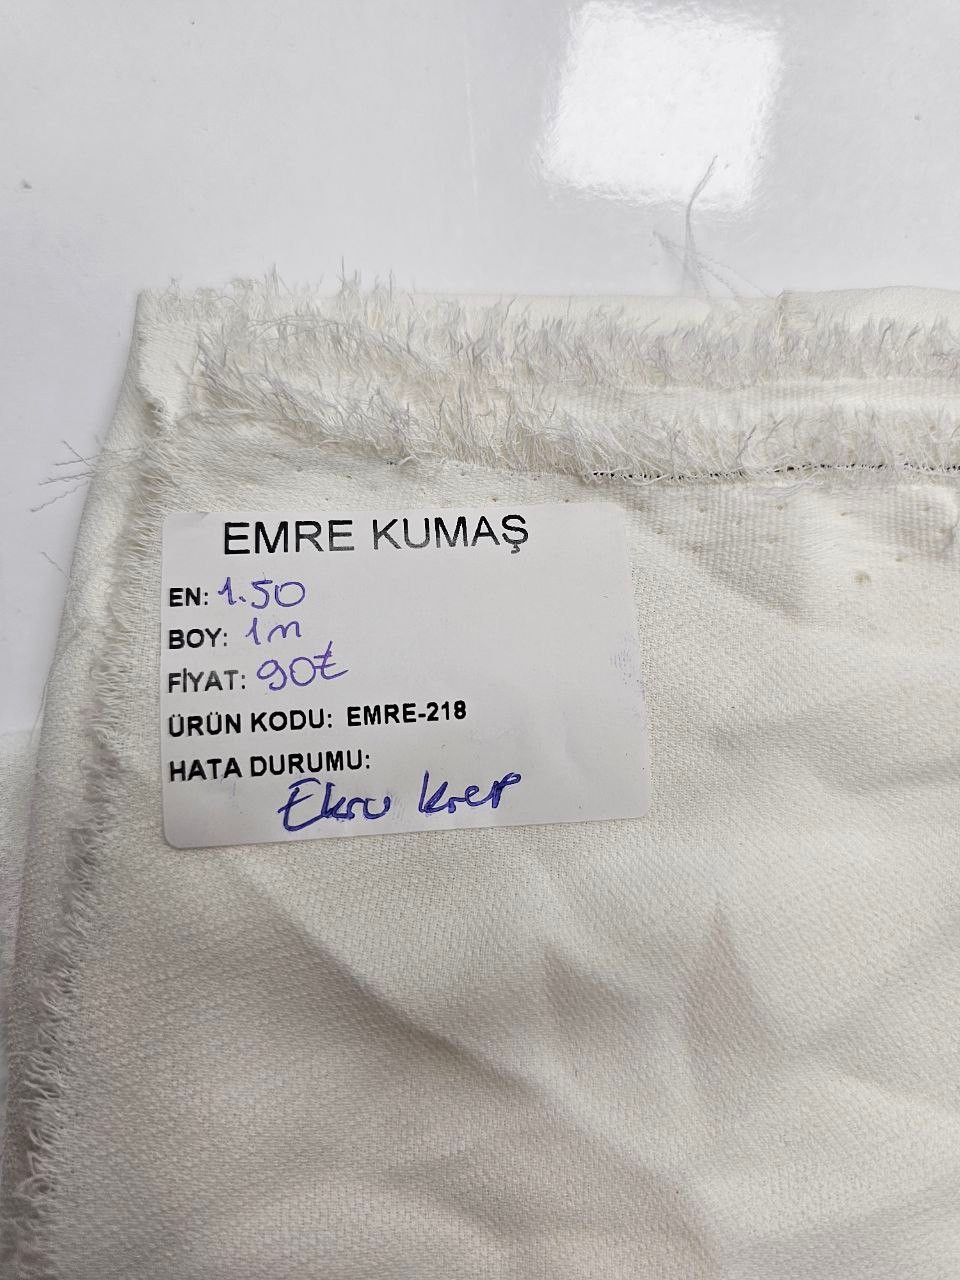 EMRE KUMAŞ
EN: 1.50
BOY: 1m
FİYAT: 90₺
ÜRÜN KODU: EMRE-218
HATA DURUMU:
Ekru Krep